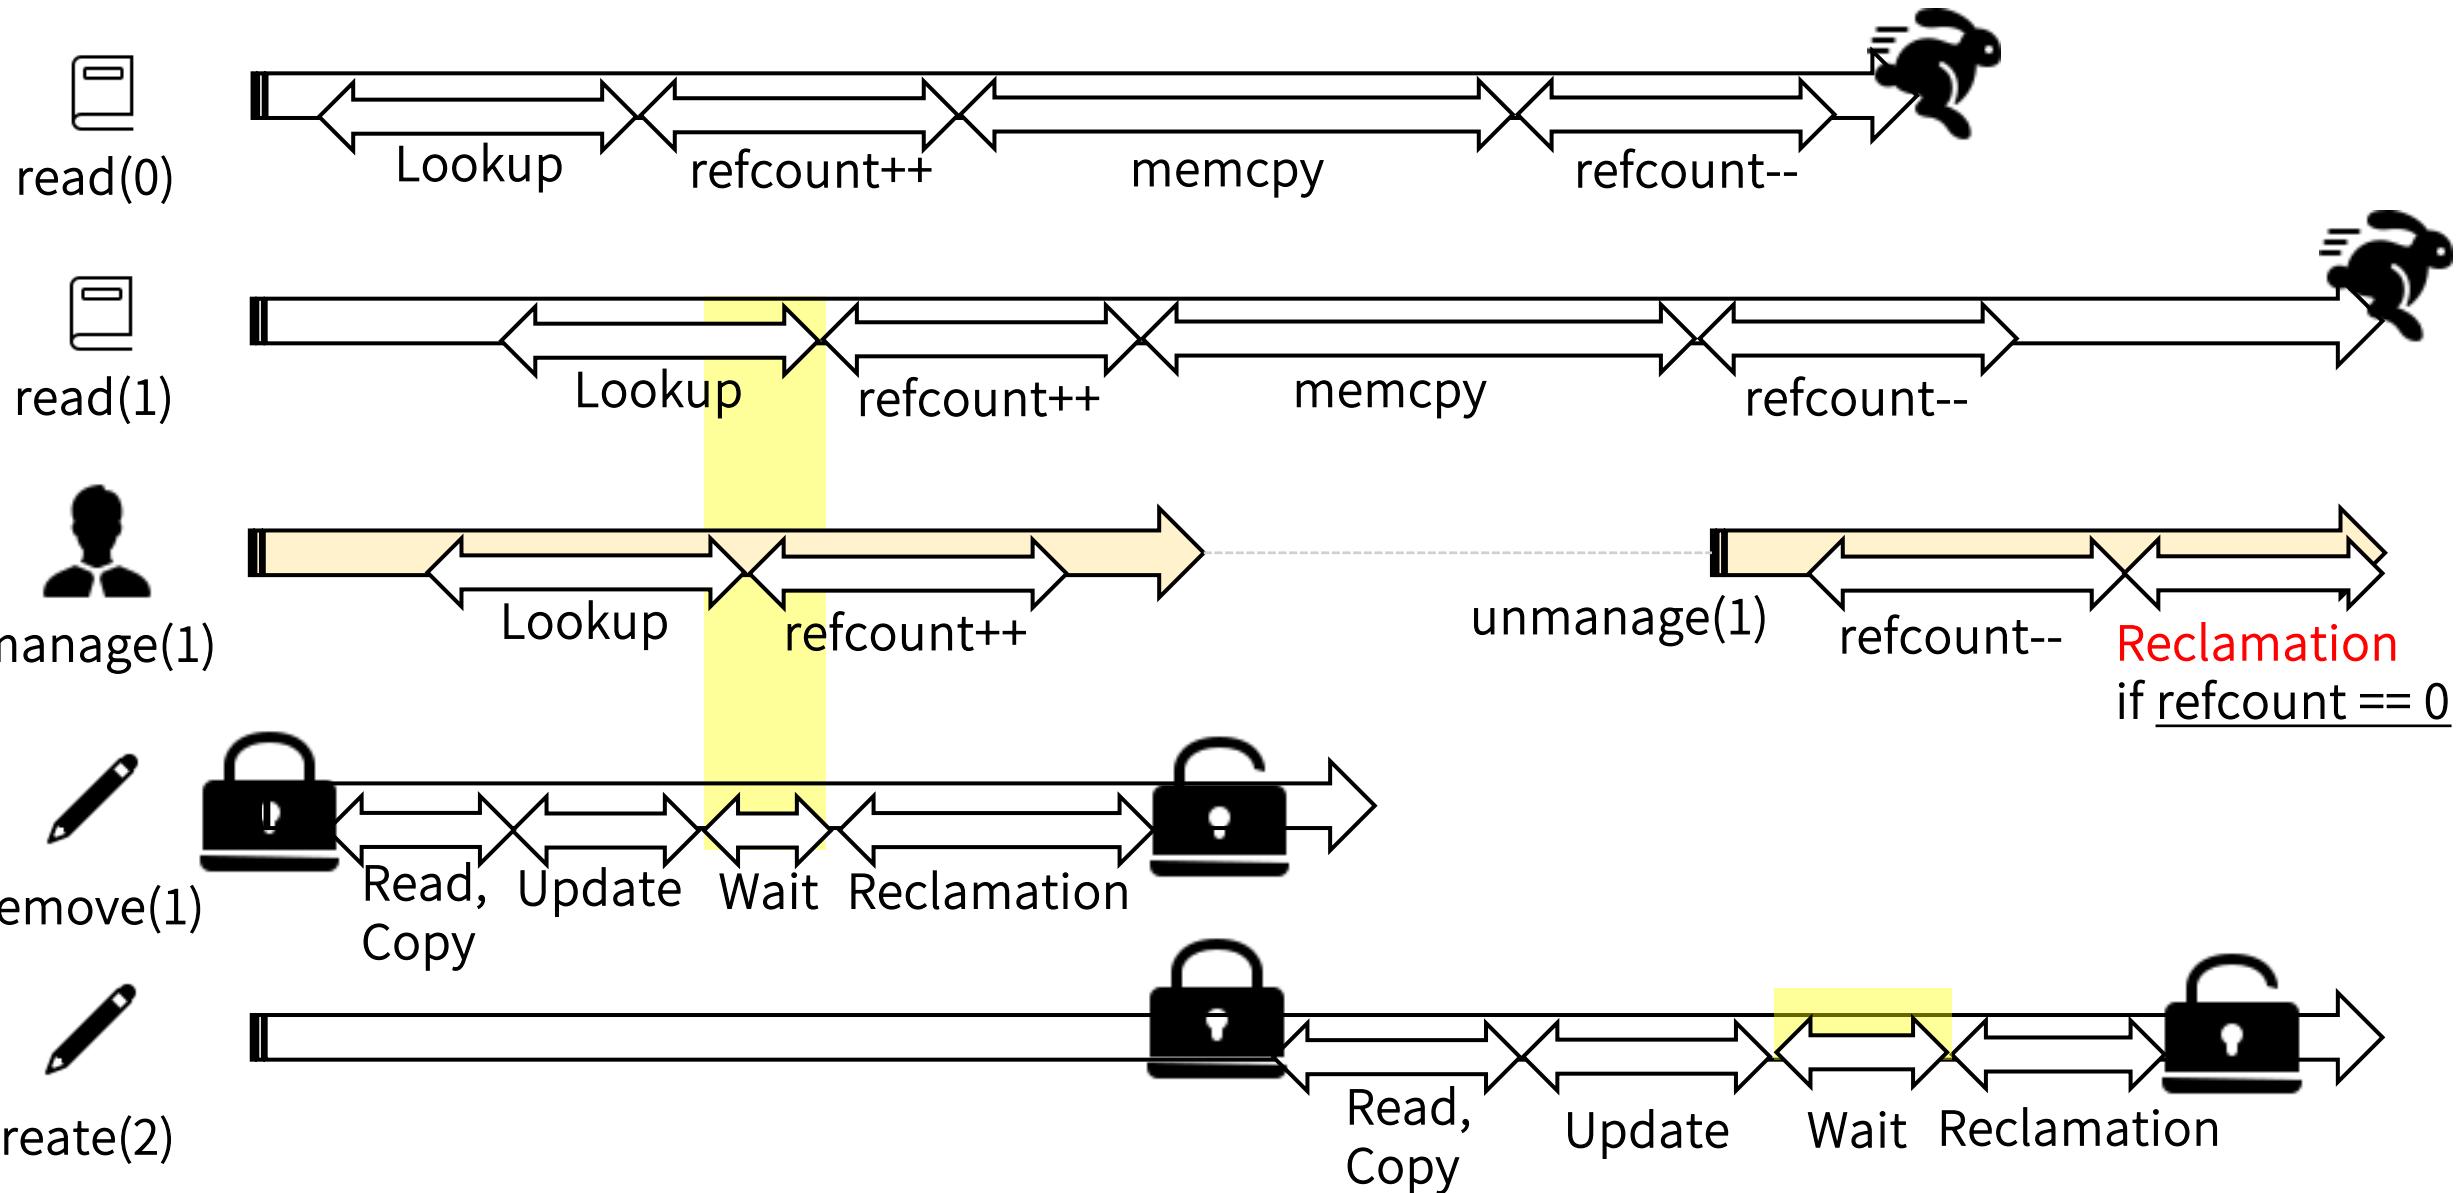 read(0)
Lookup
refcount++
memcpy
refcount--
read(1)
Lookup
refcount++
memcpy
refcount--
manage(1)
Lookup
refcount++
unmanage(1)
refcount--
Reclamation
if refcount == 0
emove(1)
Read,
Copy
Update
Wait
Reclamation
reate(2)
Read,
Copy
Update
Wait
Reclamation